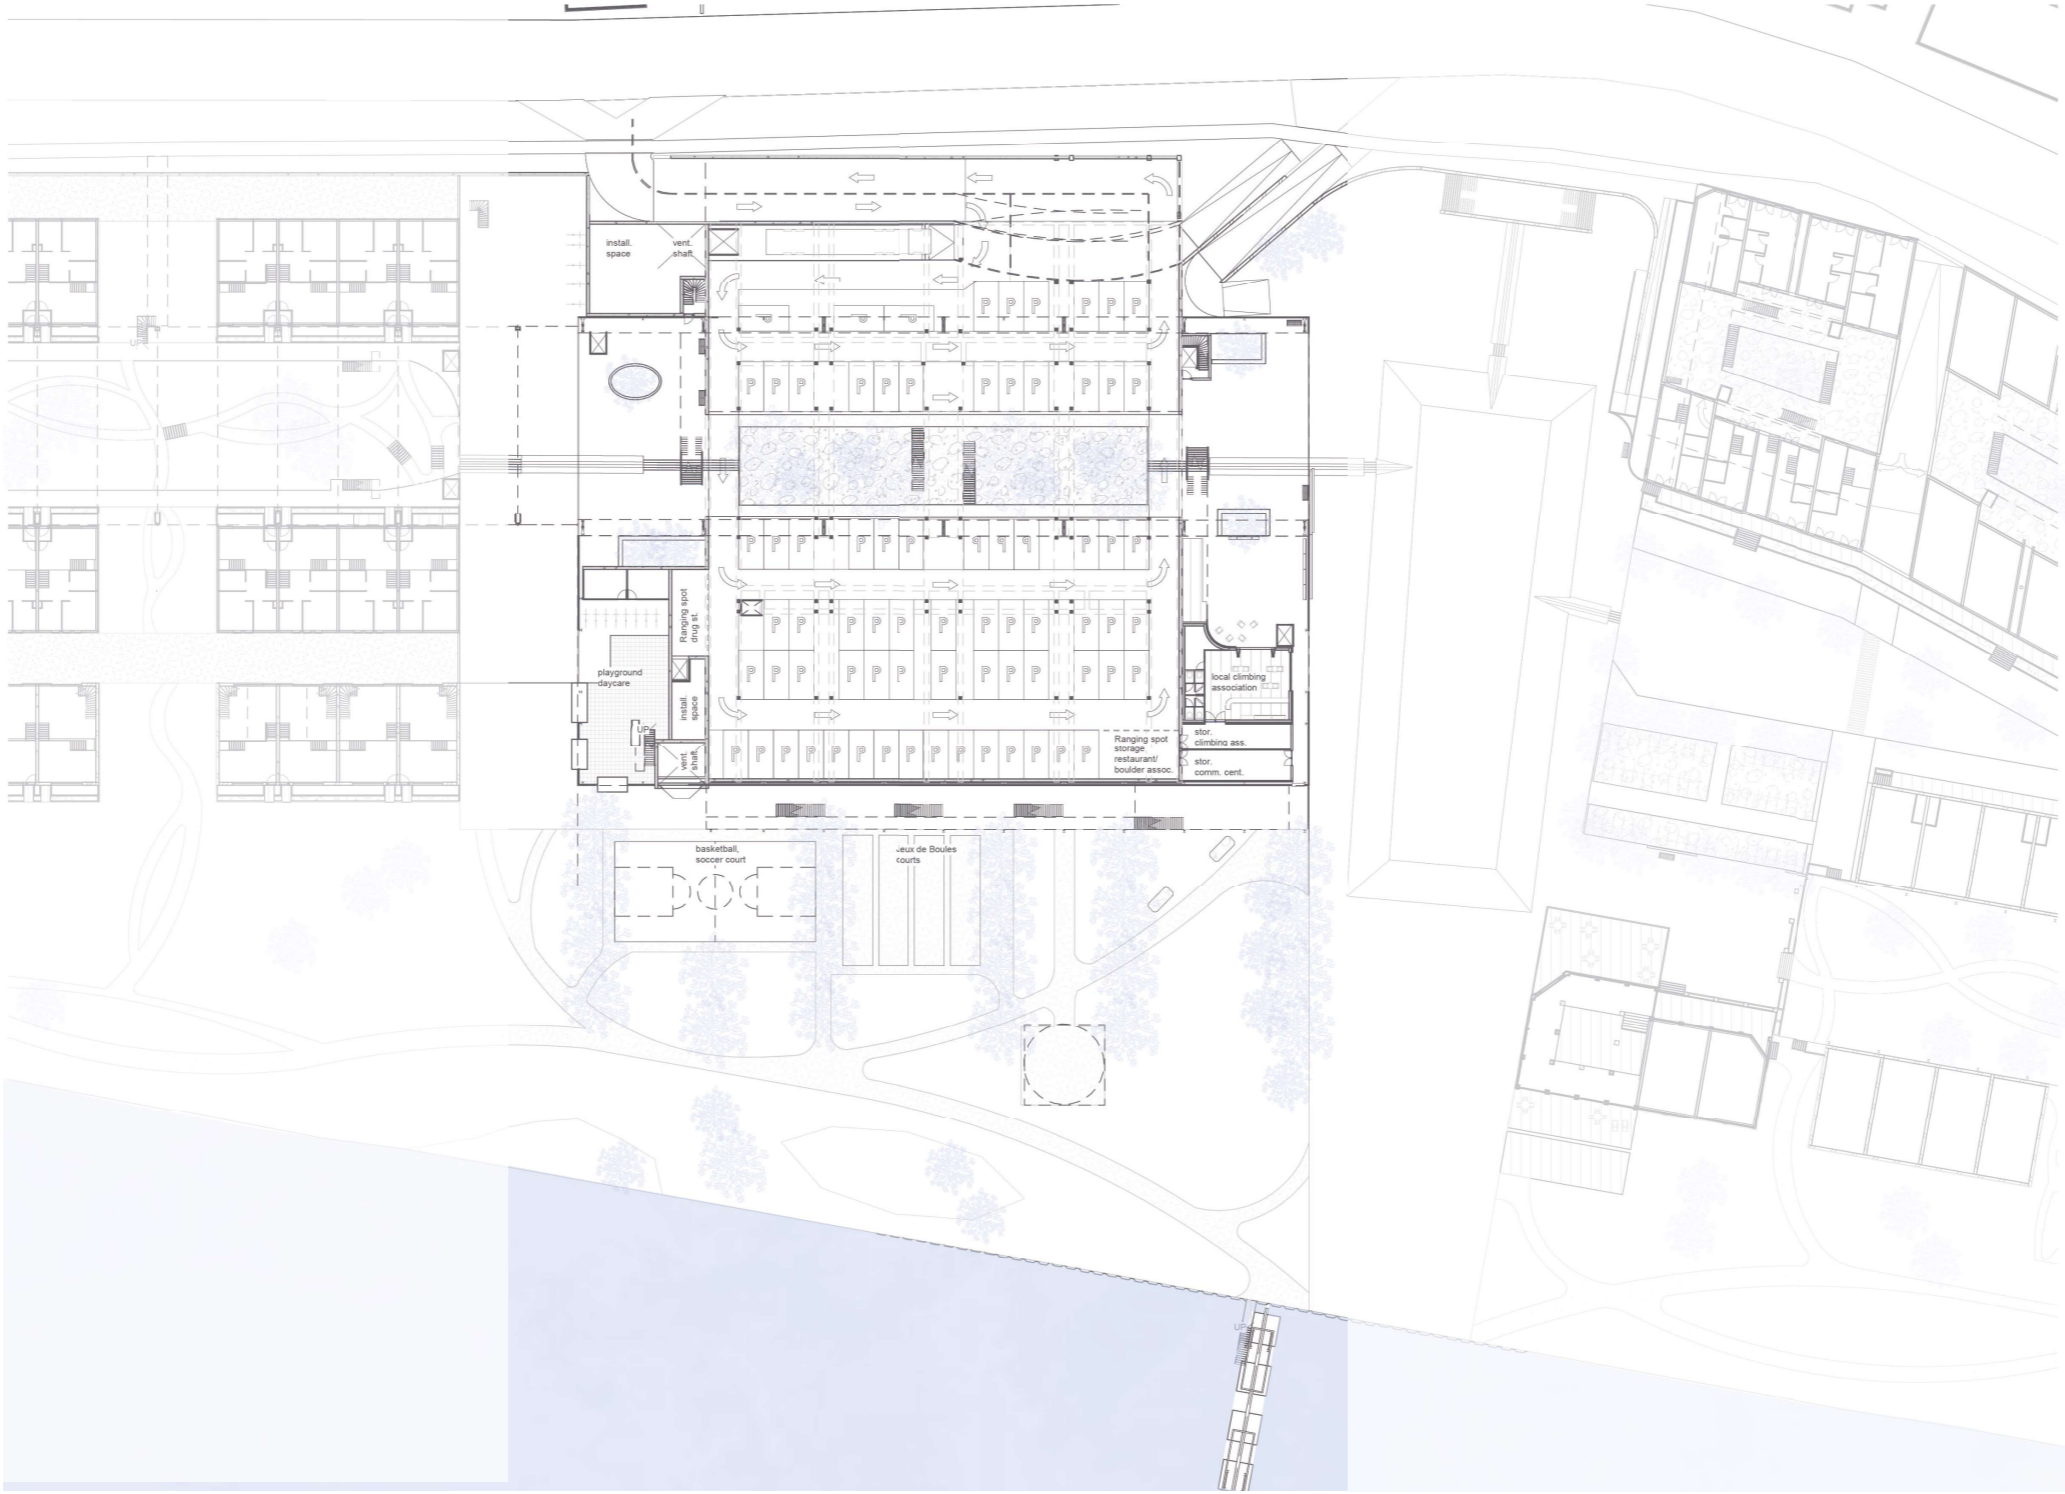 install.
space
vent.
shaft
P P P P P P
P P P
UP
P P P P P P P P P P P P
P P P P P P P P P P P P
Ranging spot
drug st.
P P P P P P P P P P P P
playground
daycare
P P P P P P P P P P P P P
local climbing
association
install.
space
UP
vent.
shaft
P P P P P P P P P P P P P P P
Ranging spot
storage
restaurant/
boulder assoc.
stor.
climbing ass.
stor.
comm. cent.
basketball,
soccer court
Jeux de Boules
courts
UP